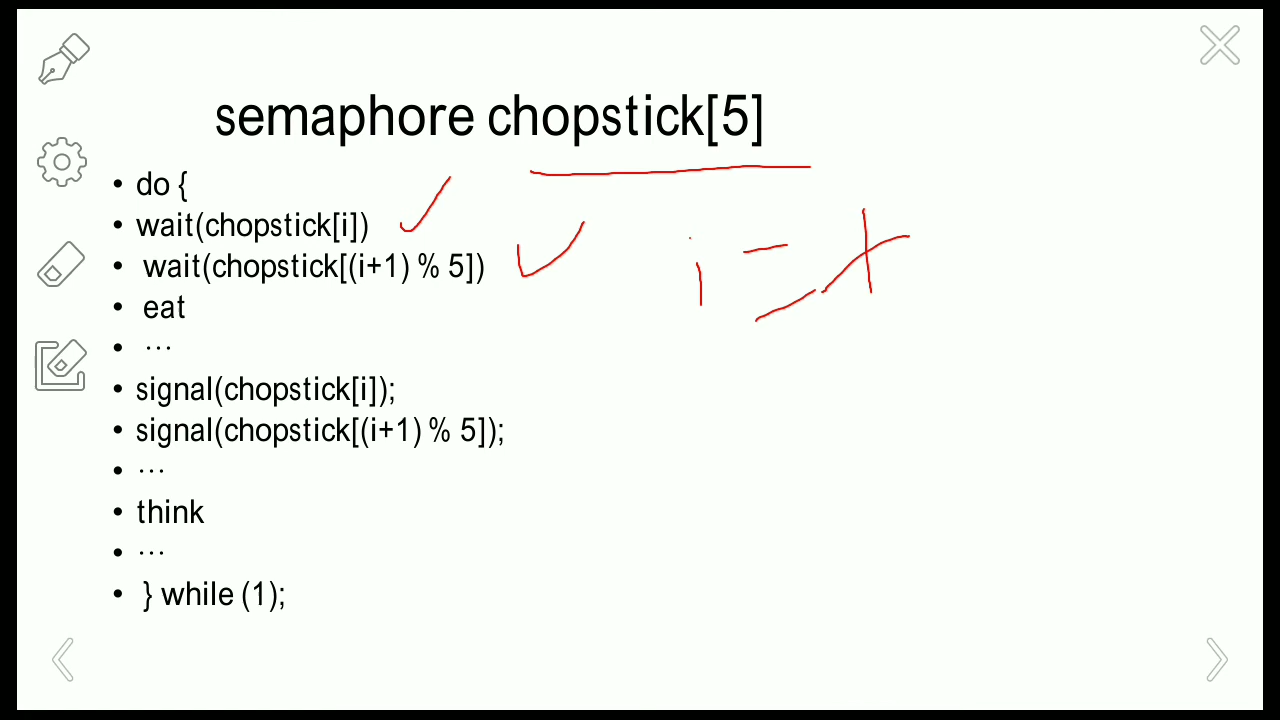 semaphore chopstick[5]
• do {
• wait(chopstick[i])
• wait(chopstick[(i+1) % 5])
• eat
• ...
• signal(chopstick[i]);
• signal(chopstick[(i+1) % 5]);
• ...
• think
• ...
• } while (1);
i =